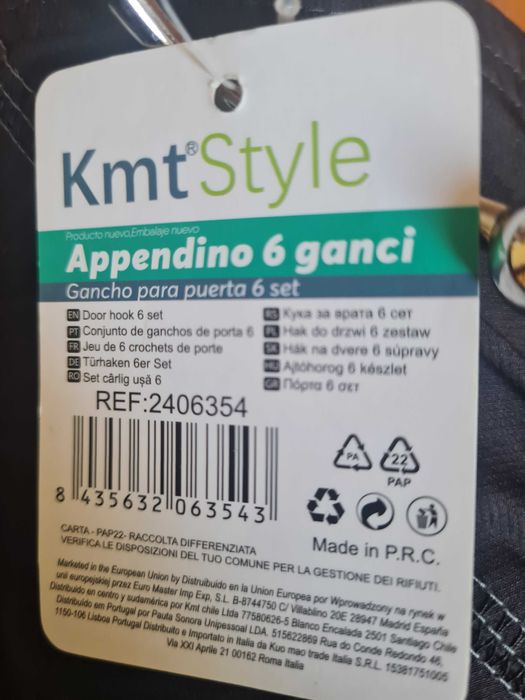 Kmt®Style
Producto nuevo,Embalaje nuevo
Appendino 6 ganci
Gancho para puerta 6 set
EN Door hook 6 set
PT Conjunto de ganchos de porta 6
FR Jeu de 6 crochets de porte
DE Türhaken 6er Set
RO Set cârlig ușă 6
RS Кука за врата 6 сет
PL Hak do drzwi 6 zestaw
SK Hák na dvere 6 súpravy
HU Ajtóhorog 6 készlet
GR Πόρτα 6 σετ
REF:2406354
8 435632 063543
PA
22
PAP
Made in P.R.C.
CARTA - PAP22- RACCOLTA DIFFERENZIATA
VERIFICA LE DISPOSIZIONI DEL TUO COMUNE PER LA GESTIONE DEI RIFIUTI.
Marketed in the European Union by Distruibuido en la Union Europea por Wprowadzony na rynek w
unii europejskiej przez Euro Master Imp Exp, S.L. B-8744750 C/ Villablino 20E 28947 Madrid España
Distribuido en centro y sudamérica por Kmt chile Ltda 77580626-5 Blanco Encalada 2501 Santiago Chile
Distribuido em Portugal por Pauta Sonora Unipessoal LDA. 515622869 Rua do Conde Redondo 46,
1150-106 Lisboa Portugal Distribuito e Importato in Italia da Kuo mao trade Italia S.R.L. 15381751005
Via XXI Aprile 21 00162 Roma Italia